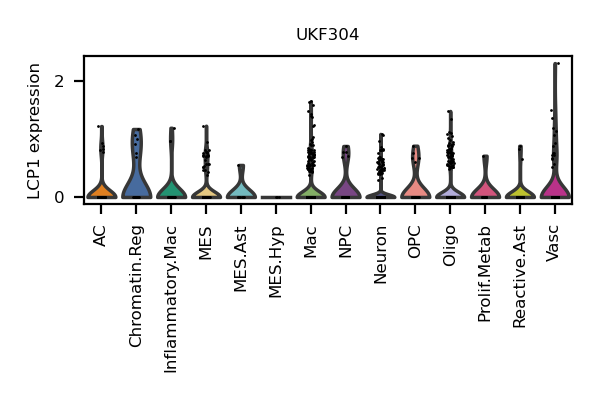 UKF304
LCP1 expression
2
0
AC
Chromatin.Reg
Inflammatory.Mac
MES
MES.Ast
MES.Hyp
Mac
NPC
Neuron
OPC
Oligo
Prolif.Metab
Reactive.Ast
Vasc